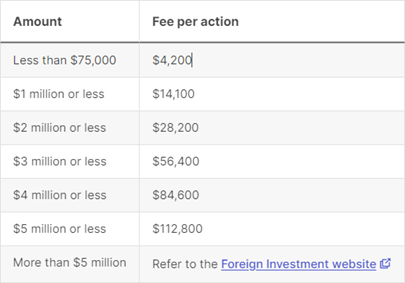 Amount Fee per action
Less than $75,000 $4,200
$1 million or less $14,100
$2 million or less $28,200
$3 million or less $56,400
$4 million or less $84,600
$5 million or less $112,800
More than $5 million Refer to the Foreign Investment website